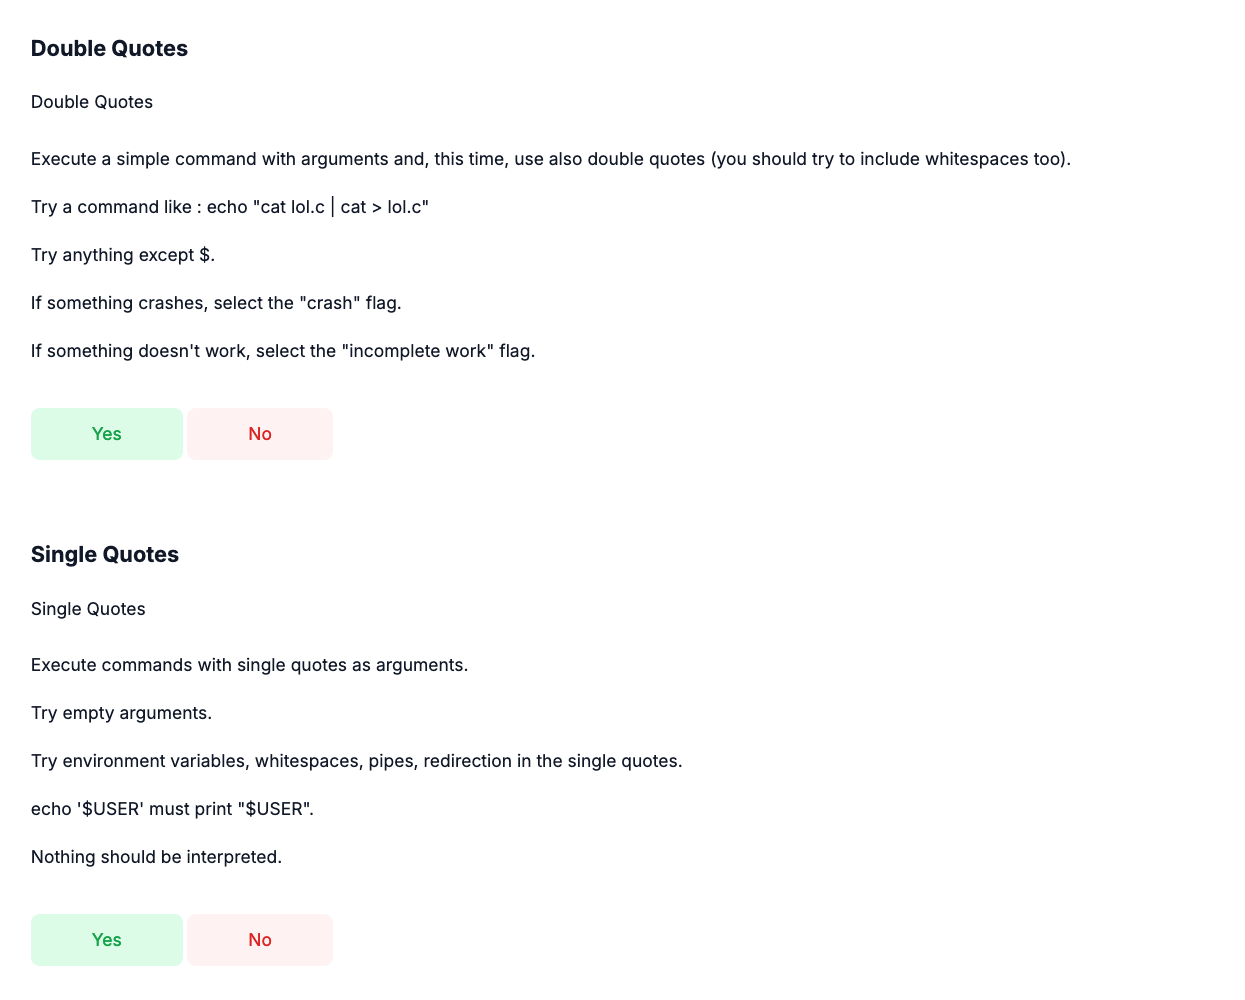 Double Quotes
Double Quotes
Execute a simple command with arguments and, this time, use also double quotes (you should try to include whitespaces too).
Try a command like : echo "cat lol.c | cat > lol.c"
Try anything except $.
If something crashes, select the "crash" flag.
If something doesn't work, select the "incomplete work" flag.
Yes No
Single Quotes
Single Quotes
Execute commands with single quotes as arguments.
Try empty arguments.
Try environment variables, whitespaces, pipes, redirection in the single quotes.
echo '$USER' must print "$USER".
Nothing should be interpreted.
Yes No